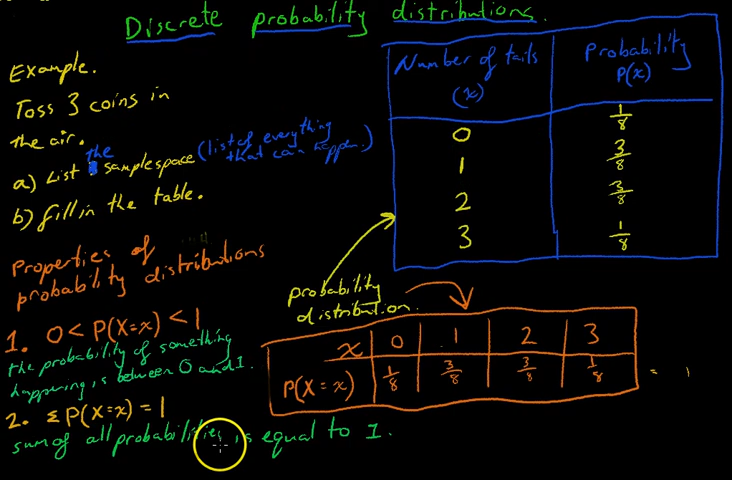 Discrete probability distributions.
Example.
Toss 3 coins in
the air.
a) List the sample space (list of everything
that can happen.)
b) fill in the table.
Number of tails (x) Probability P(x)
0 1/8
1 3/8
2 3/8
3 1/8
probability
distribution.
Properties of
probability distributions
1. 0 < P(X=x) < 1
the probability of something
happening is between 0 and 1.
2. Σ P(X=x) = 1
sum of all probabilities is equal to 1.
x 0 1 2 3
P(X=x) 1/8 3/8 3/8 1/8 = 1